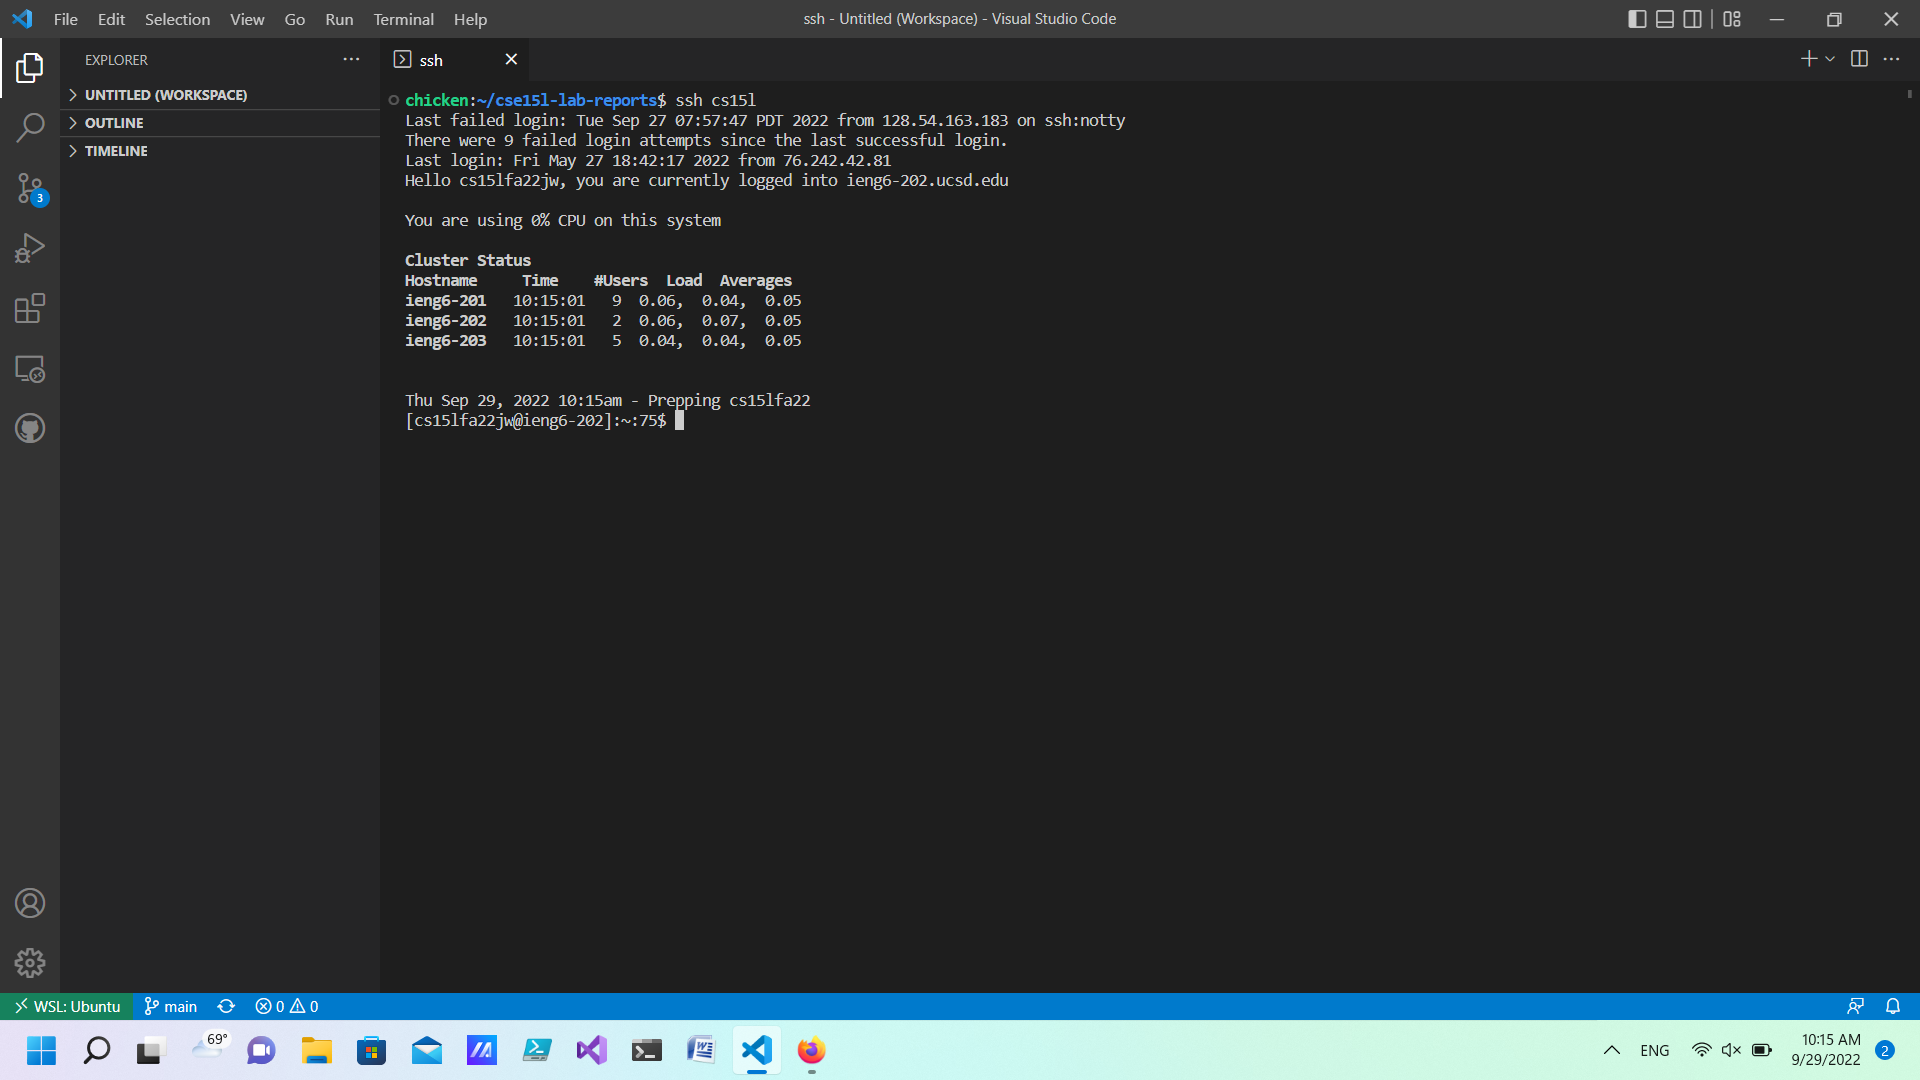 File Edit Selection View Go Run Terminal Help
ssh - Untitled (Workspace) - Visual Studio Code
EXPLORER
UNTITLED (WORKSPACE)
OUTLINE
TIMELINE
3
ssh
chicken:~/cse15l-lab-reports$ ssh cs15l
Last failed login: Tue Sep 27 07:57:47 PDT 2022 from 128.54.163.183 on ssh:notty
There were 9 failed login attempts since the last successful login.
Last login: Fri May 27 18:42:17 2022 from 76.242.42.81
Hello cs15lfa22jw, you are currently logged into ieng6-202.ucsd.edu
You are using 0% CPU on this system
Cluster Status
Hostname     Time    #Users  Load  Averages
ieng6-201   10:15:01   9  0.06,  0.04,  0.05
ieng6-202   10:15:01   2  0.06,  0.07,  0.05
ieng6-203   10:15:01   5  0.04,  0.04,  0.05
Thu Sep 29, 2022 10:15am - Prepping cs15lfa22
[cs15lfa22jw@ieng6-202]:~:75$
WSL: Ubuntu main 0 0
69°
ENG
10:15 AM
9/29/2022
2